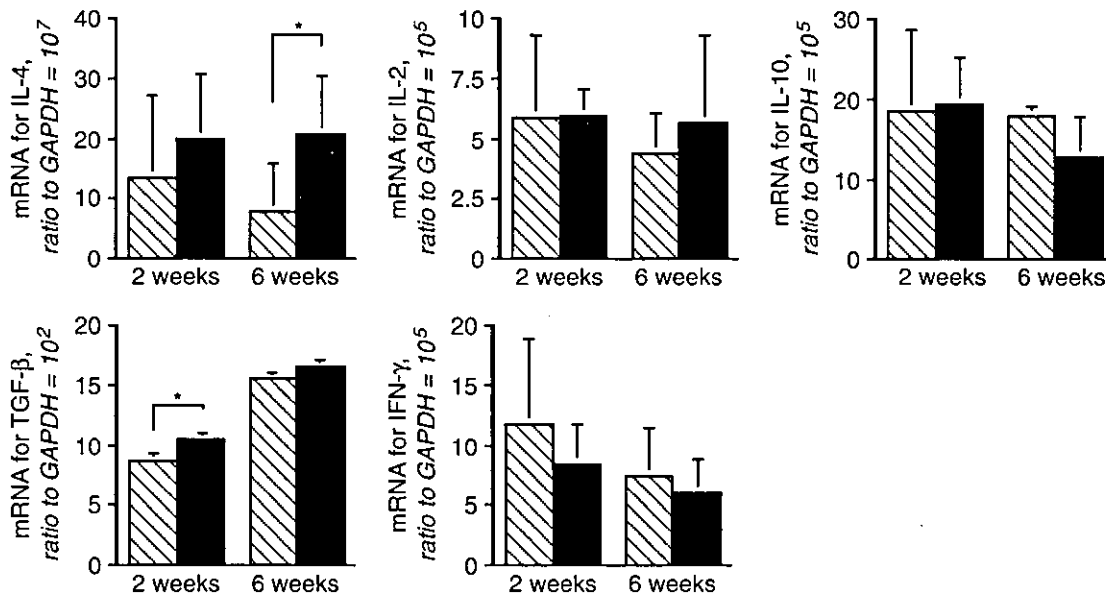 mRNA for IL-4,
ratio to GAPDH = 10⁷
40
30
20
10
0
*
2 weeks 6 weeks
mRNA for IL-2,
ratio to GAPDH = 10⁵
10
7.5
5
2.5
0
2 weeks 6 weeks
mRNA for IL-10,
ratio to GAPDH = 10⁵
30
20
10
0
2 weeks 6 weeks
mRNA for TGF-β,
ratio to GAPDH = 10²
20
15
10
5
0
*
2 weeks 6 weeks
mRNA for IFN-γ,
ratio to GAPDH = 10⁵
20
15
10
5
0
2 weeks 6 weeks